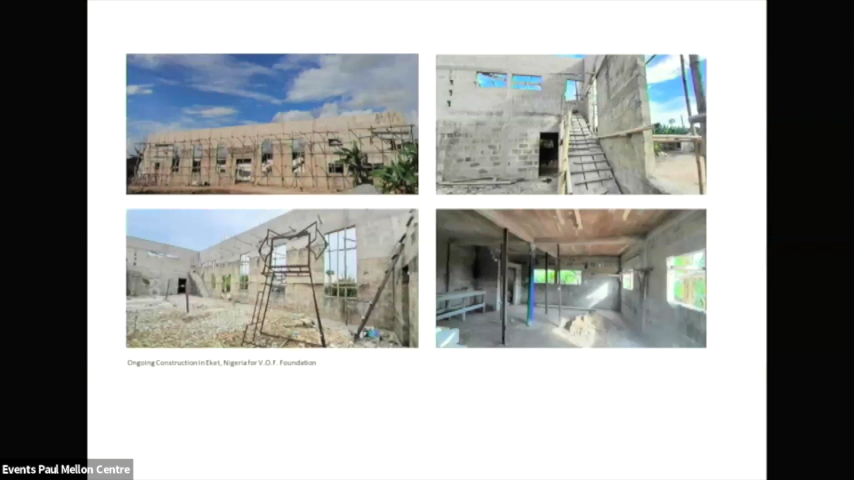 Ongoing Construction in Eket, Nigeria for V.O.F. Foundation
Events Paul Mellon Centre